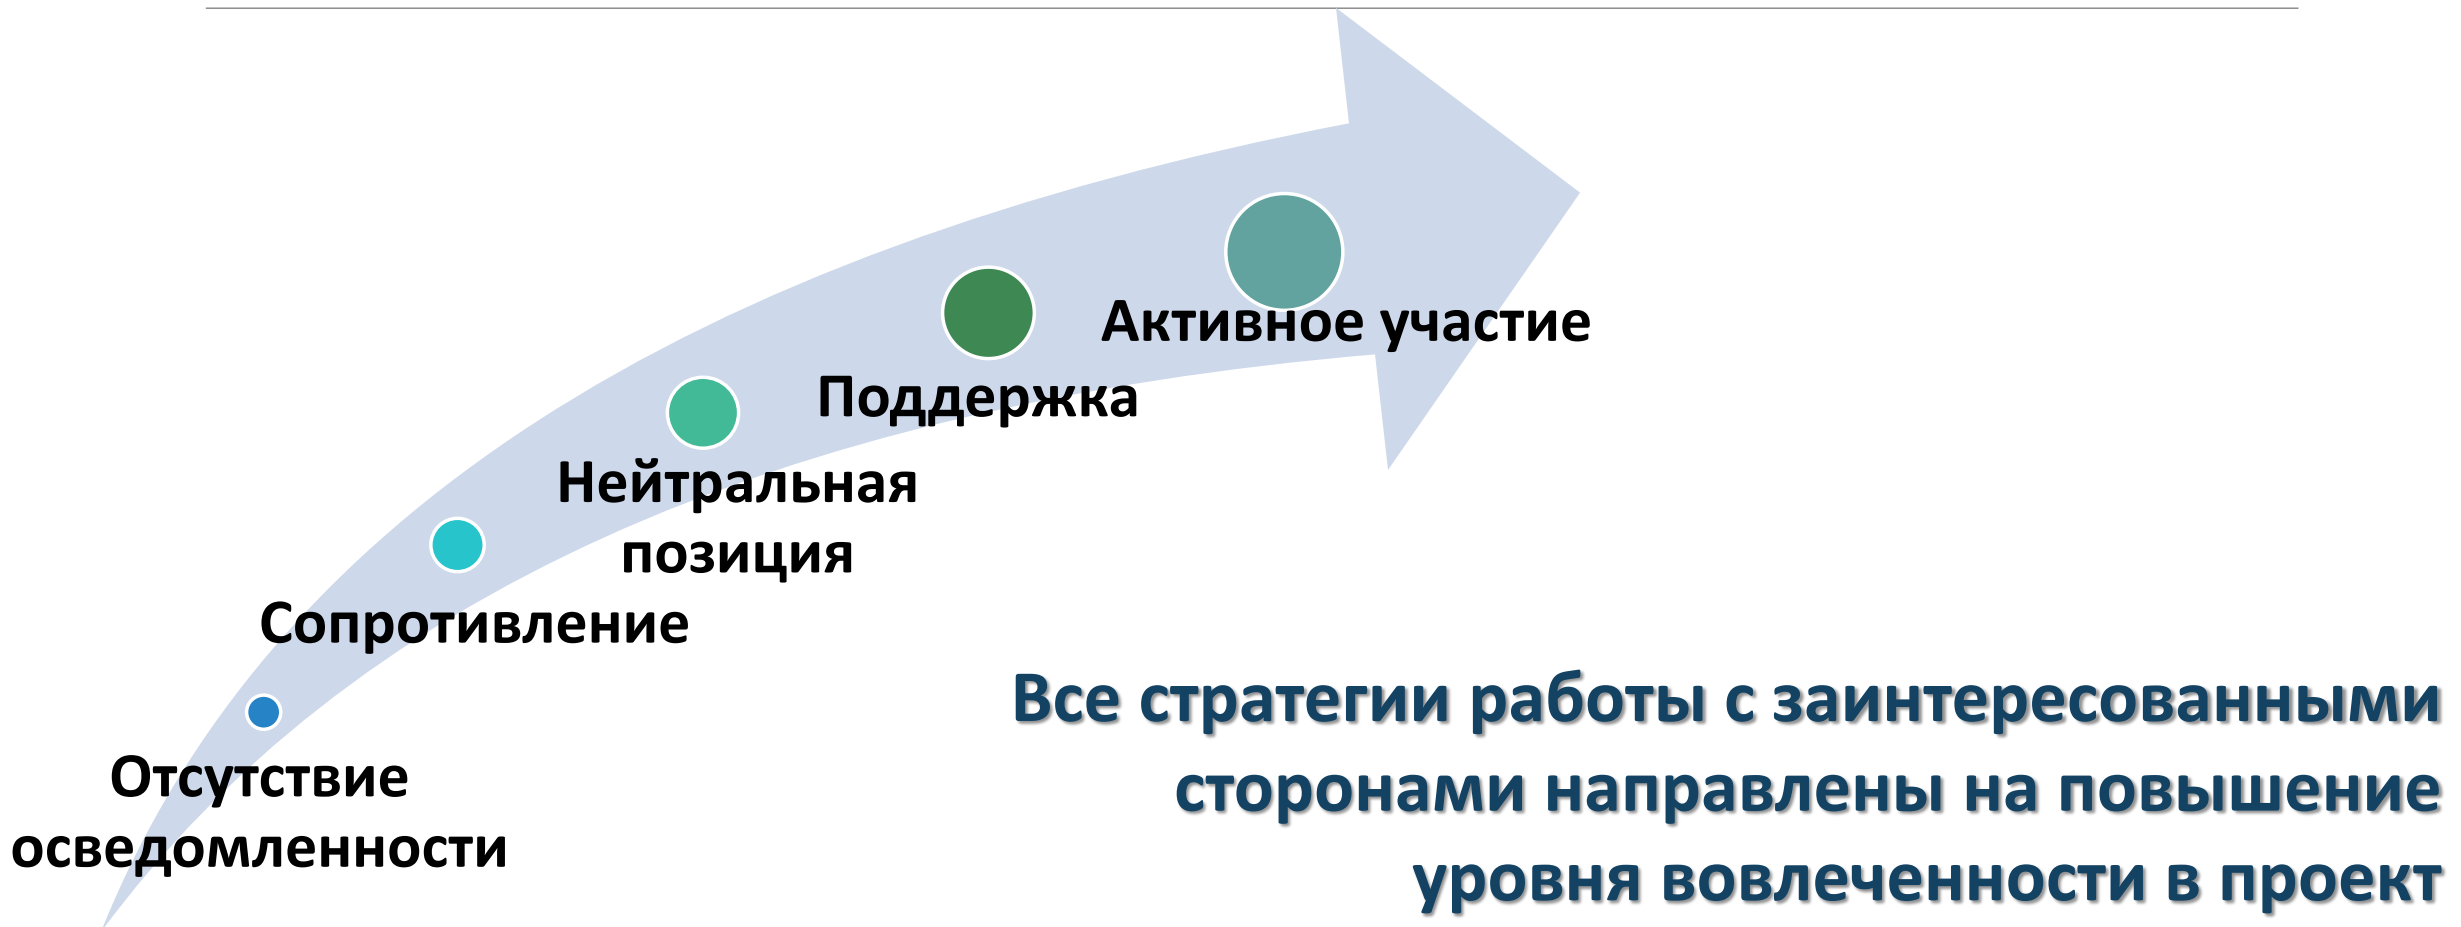 Активное участие
Поддержка
Нейтральная
позиция
Сопротивление
Отсутствие
осведомленности
Все стратегии работы с заинтересованными
сторонами направлены на повышение
уровня вовлеченности в проект